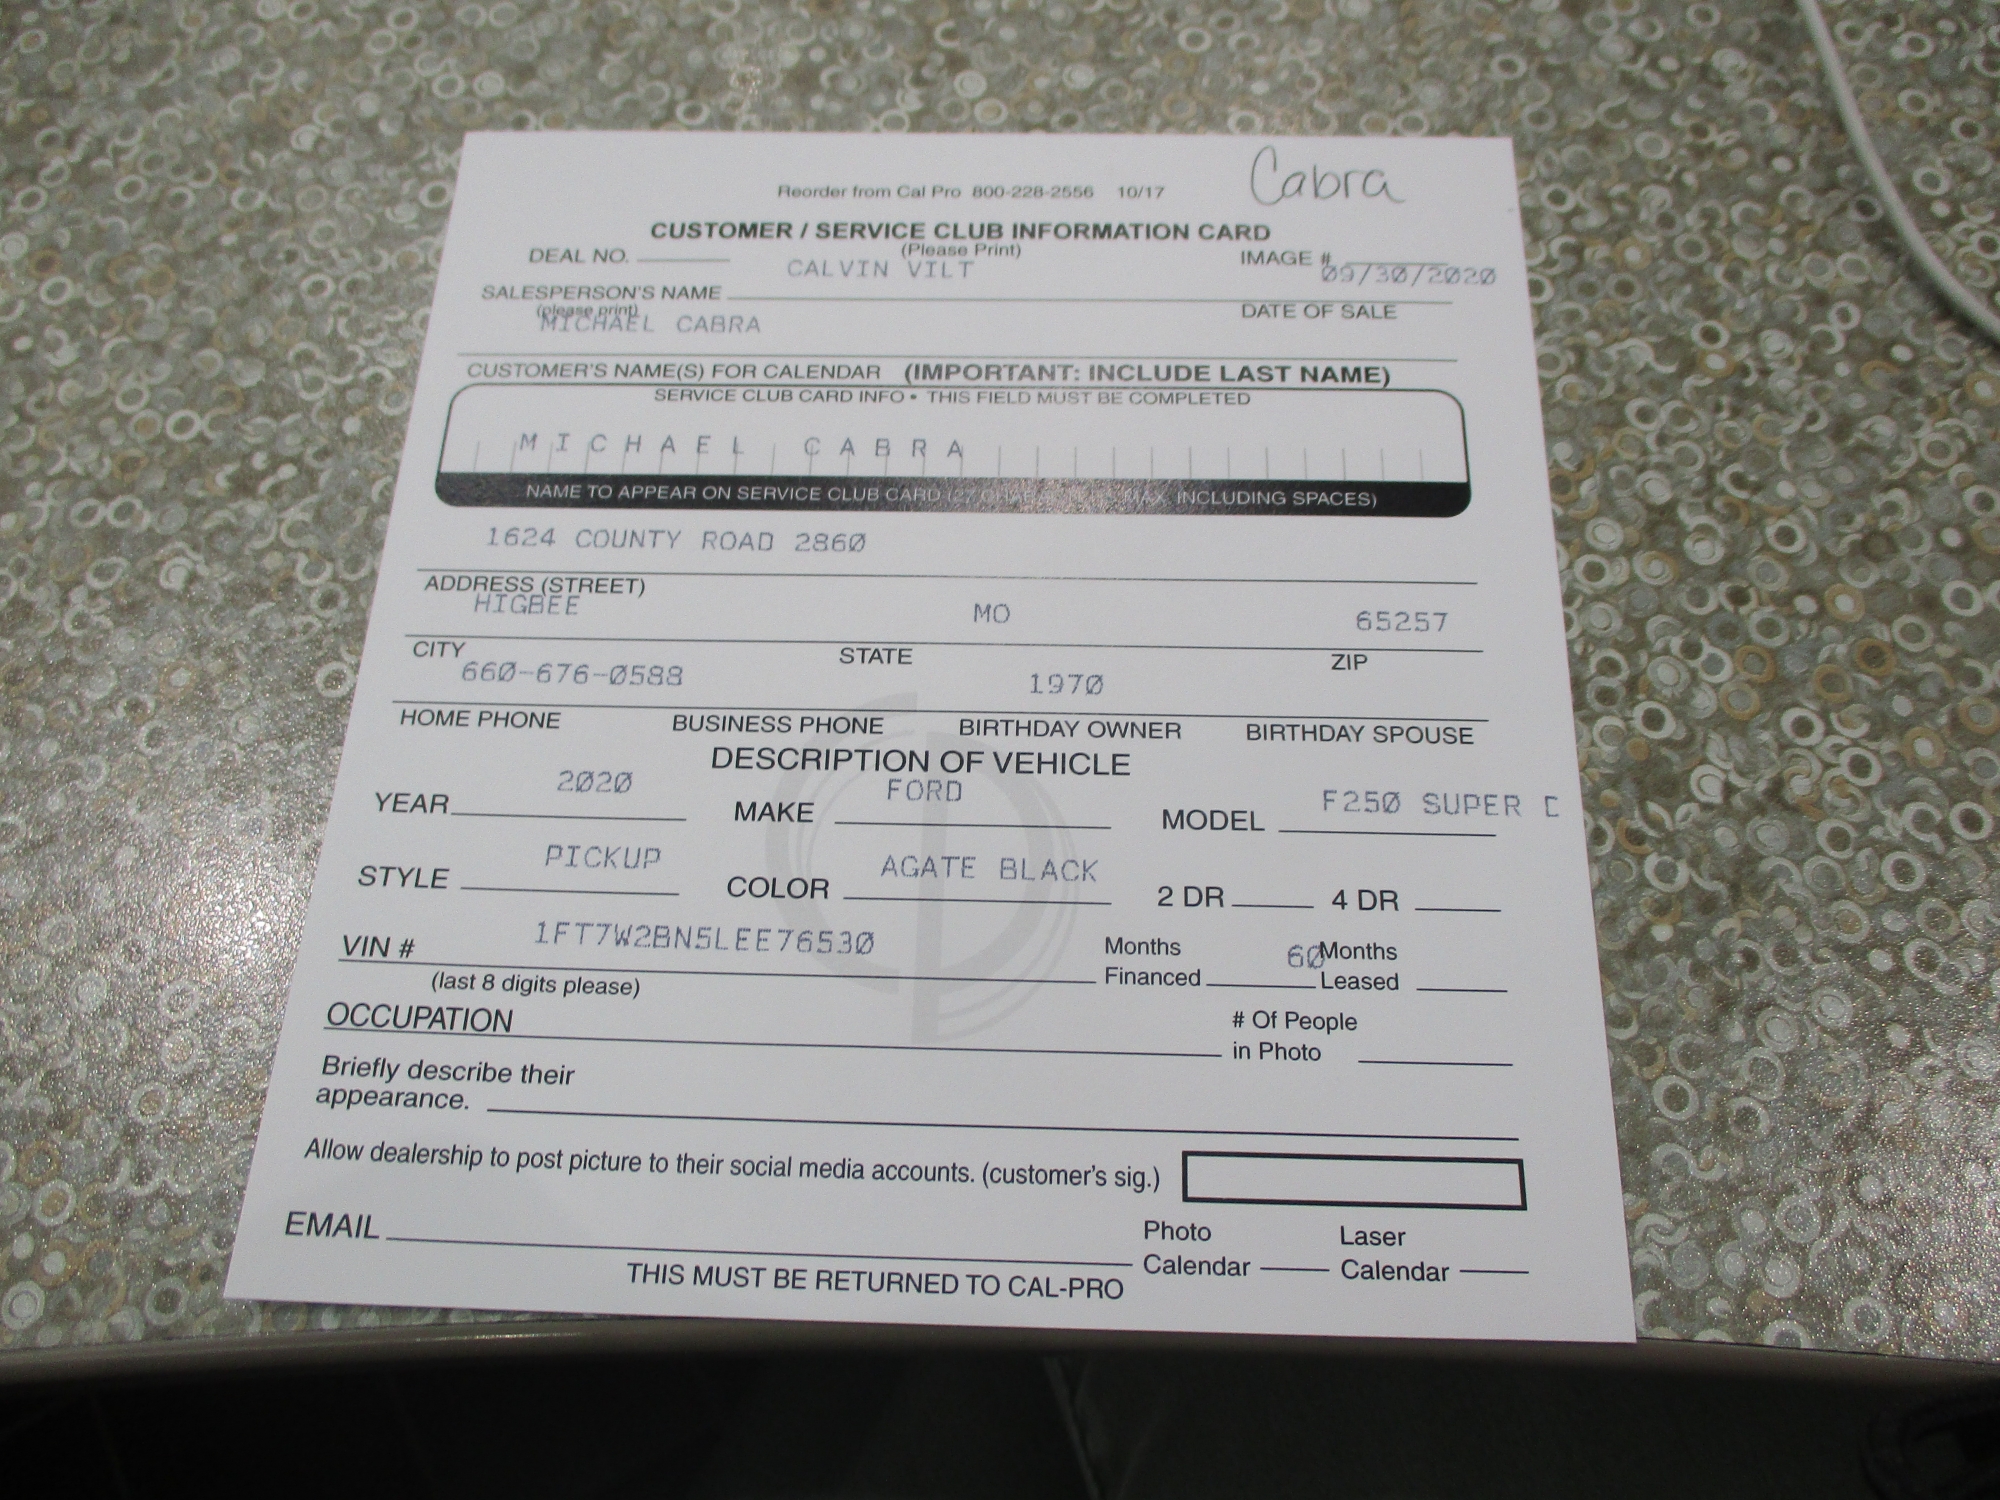 Cabra
Reorder from Cal Pro 800-228-2556 10/17
CUSTOMER / SERVICE CLUB INFORMATION CARD
(Please Print)
DEAL NO. IMAGE #
CALVIN VILT 09/30/2020
SALESPERSON'S NAME DATE OF SALE
(please print)
MICHAEL CABRA
CUSTOMER'S NAME(S) FOR CALENDAR (IMPORTANT: INCLUDE LAST NAME)
SERVICE CLUB CARD INFO • THIS FIELD MUST BE COMPLETED
MICHAEL CABRA
NAME TO APPEAR ON SERVICE CLUB CARD (27 MAX. INCLUDING SPACES)
1624 COUNTY ROAD 2860
ADDRESS (STREET)
HIGBEE MO 65257
CITY STATE ZIP
660-676-0588 1970
HOME PHONE BUSINESS PHONE BIRTHDAY OWNER BIRTHDAY SPOUSE
DESCRIPTION OF VEHICLE
YEAR 2020 MAKE FORD MODEL F250 SUPER D
STYLE PICKUP COLOR AGATE BLACK 2 DR 4 DR
VIN # 1FT7W2BN5LEE76530 Months Financed 60 Months Leased
(last 8 digits please)
OCCUPATION # Of People in Photo
Briefly describe their
appearance.
Allow dealership to post picture to their social media accounts. (customer's sig.)
EMAIL Photo Calendar Laser Calendar
THIS MUST BE RETURNED TO CAL-PRO